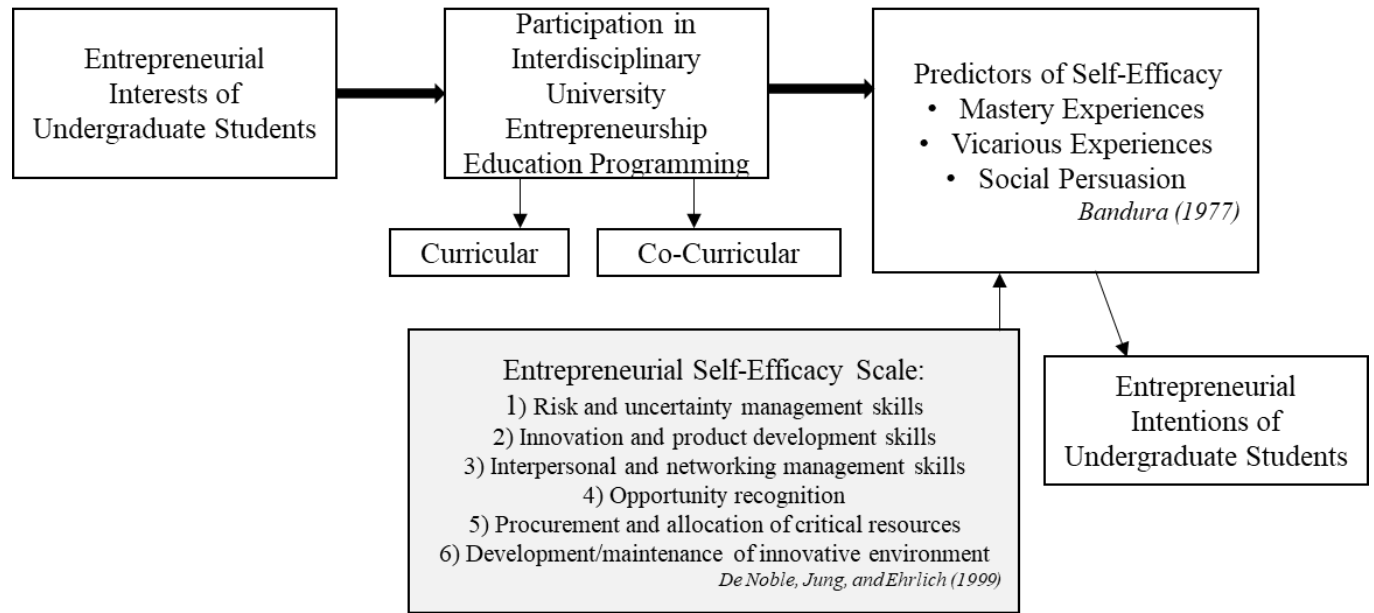 Entrepreneurial
Interests of
Undergraduate Students
Participation in
Interdisciplinary
University
Entrepreneurship
Education Programming
Curricular
Co-Curricular
Predictors of Self-Efficacy
• Mastery Experiences
• Vicarious Experiences
• Social Persuasion
Bandura (1977)
Entrepreneurial Self-Efficacy Scale:
1) Risk and uncertainty management skills
2) Innovation and product development skills
3) Interpersonal and networking management skills
4) Opportunity recognition
5) Procurement and allocation of critical resources
6) Development/maintenance of innovative environment
De Noble, Jung, and Ehrlich (1999)
Entrepreneurial
Intentions of
Undergraduate Students